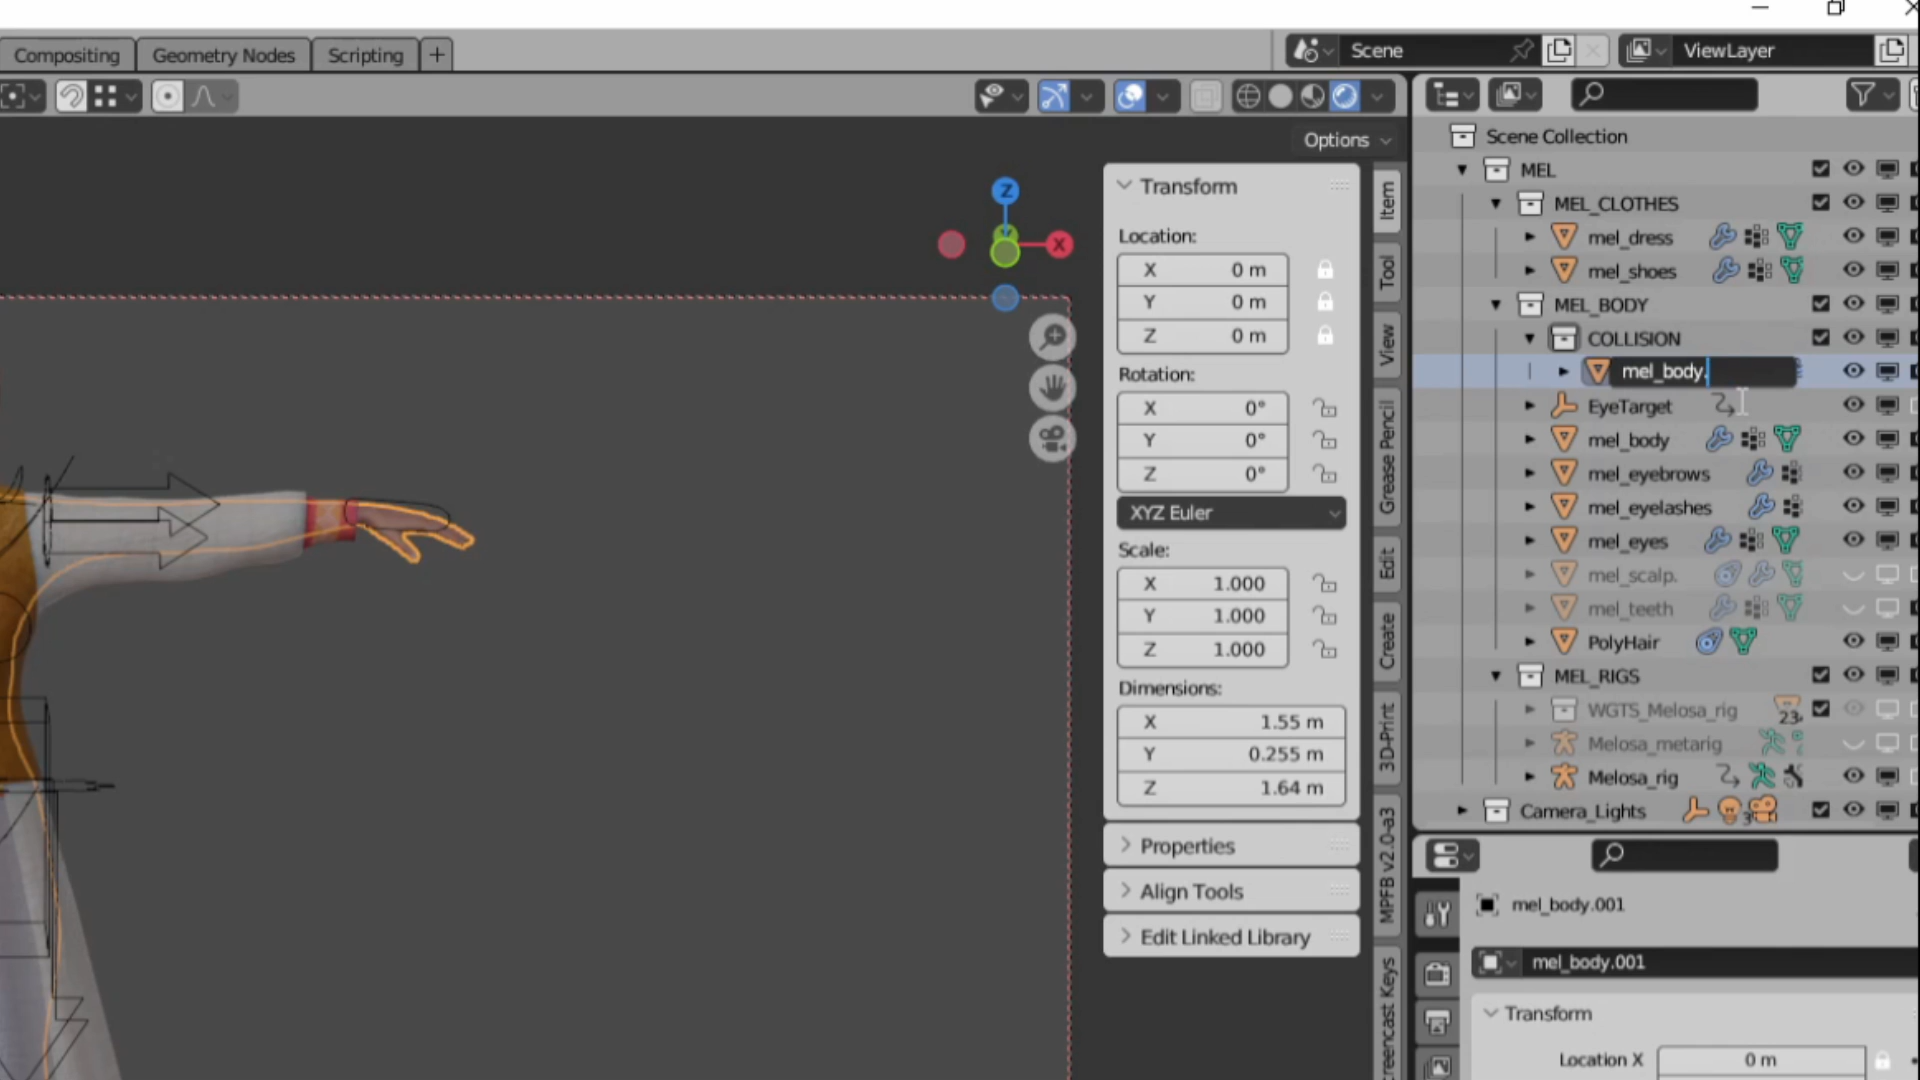 Compositing
Geometry Nodes
Scripting
+
Scene
ViewLayer
Options
Z
X
Transform
Location:
X 0 m
Y 0 m
Z 0 m
Rotation:
X 0°
Y 0°
Z 0°
XYZ Euler
Scale:
X 1.000
Y 1.000
Z 1.000
Dimensions:
X 1.55 m
Y 0.255 m
Z 1.64 m
Properties
Align Tools
Edit Linked Library
Item
Tool
View
Grease Pencil
Edit
Create
3D-Print
MPFB v2.0-a3
reencast Keys
Scene Collection
MEL
MEL_CLOTHES
mel_dress
mel_shoes
MEL_BODY
COLLISION
mel_body.
EyeTarget
mel_body
mel_eyebrows
mel_eyelashes
mel_eyes
mel_scalp.
mel_teeth
PolyHair
MEL_RIGS
WGTS_Melosa_rig 23
Melosa_metarig
Melosa_rig
Camera_Lights 3
mel_body.001
mel_body.001
Transform
Location X 0 m